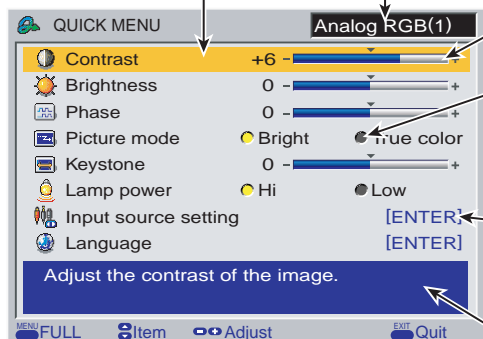 QUICK MENU Analog RGB(1)
Contrast +6 - +
Brightness 0 - +
Phase 0 - +
Picture mode Bright True color
Keystone 0 - +
Lamp power Hi Low
Input source setting [ENTER]
Language [ENTER]
Adjust the contrast of the image.
MENU FULL Item Adjust EXIT Quit